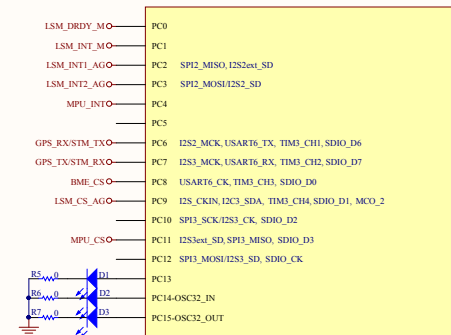 LSM_DRDY_M PC0
LSM_INT_M PC1
LSM_INT1_AG PC2 SPI2_MISO, I2S2ext_SD
LSM_INT2_AG PC3 SPI2_MOSI/I2S2_SD
MPU_INT PC4
PC5
GPS_RX/STM_TX PC6 I2S2_MCK, USART6_TX, TIM3_CH1, SDIO_D6
GPS_TX/STM_RX PC7 I2S3_MCK, USART6_RX, TIM3_CH2, SDIO_D7
BME_CS PC8 USART6_CK, TIM3_CH3, SDIO_D0
LSM_CS_AG PC9 I2S_CKIN, I2C3_SDA, TIM3_CH4, SDIO_D1, MCO_2
PC10 SPI3_SCK/I2S3_CK, SDIO_D2
MPU_CS PC11 I2S3ext_SD, SPI3_MISO, SDIO_D3
PC12 SPI3_MOSI/I2S3_SD, SDIO_CK
R5 0 D1 PC13
R6 0 D2 PC14-OSC32_IN
R7 0 D3 PC15-OSC32_OUT